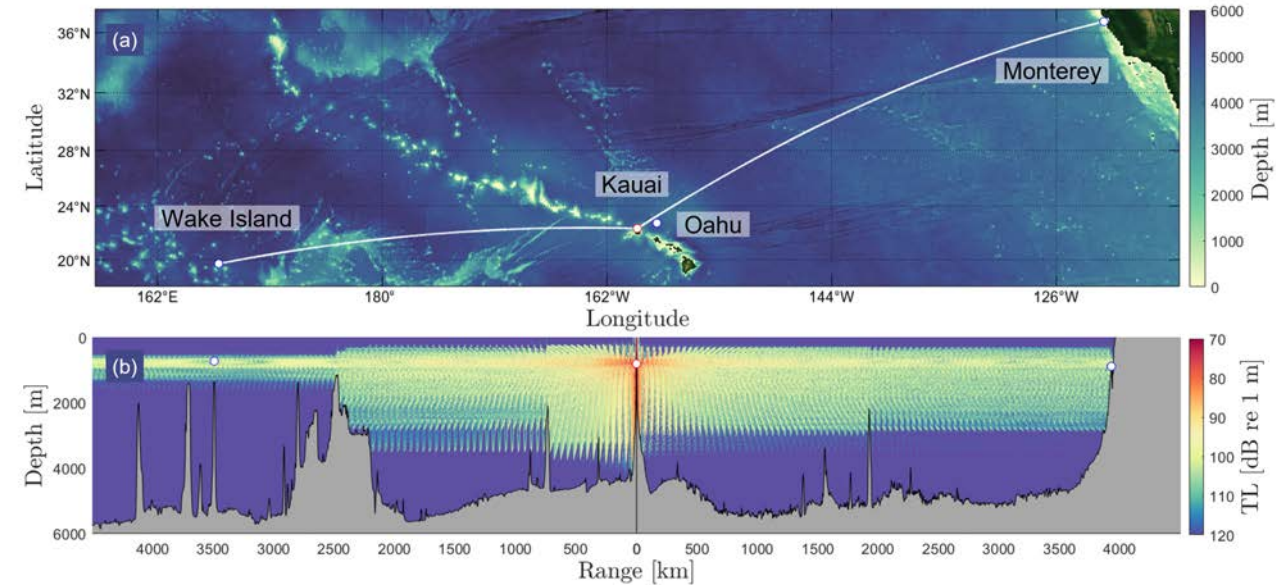 (a)
36°N
32°N
28°N
24°N
20°N
Latitude
Monterey
Kauai
Oahu
Wake Island
162°E
180°
162°W
144°W
126°W
Longitude
6000
5000
4000
3000
2000
1000
0
Depth [m]
(b)
0
2000
4000
6000
Depth [m]
4000
3500
3000
2500
2000
1500
1000
500
0
500
1000
1500
2000
2500
3000
3500
4000
Range [km]
70
80
90
100
110
120
TL [dB re 1 m]